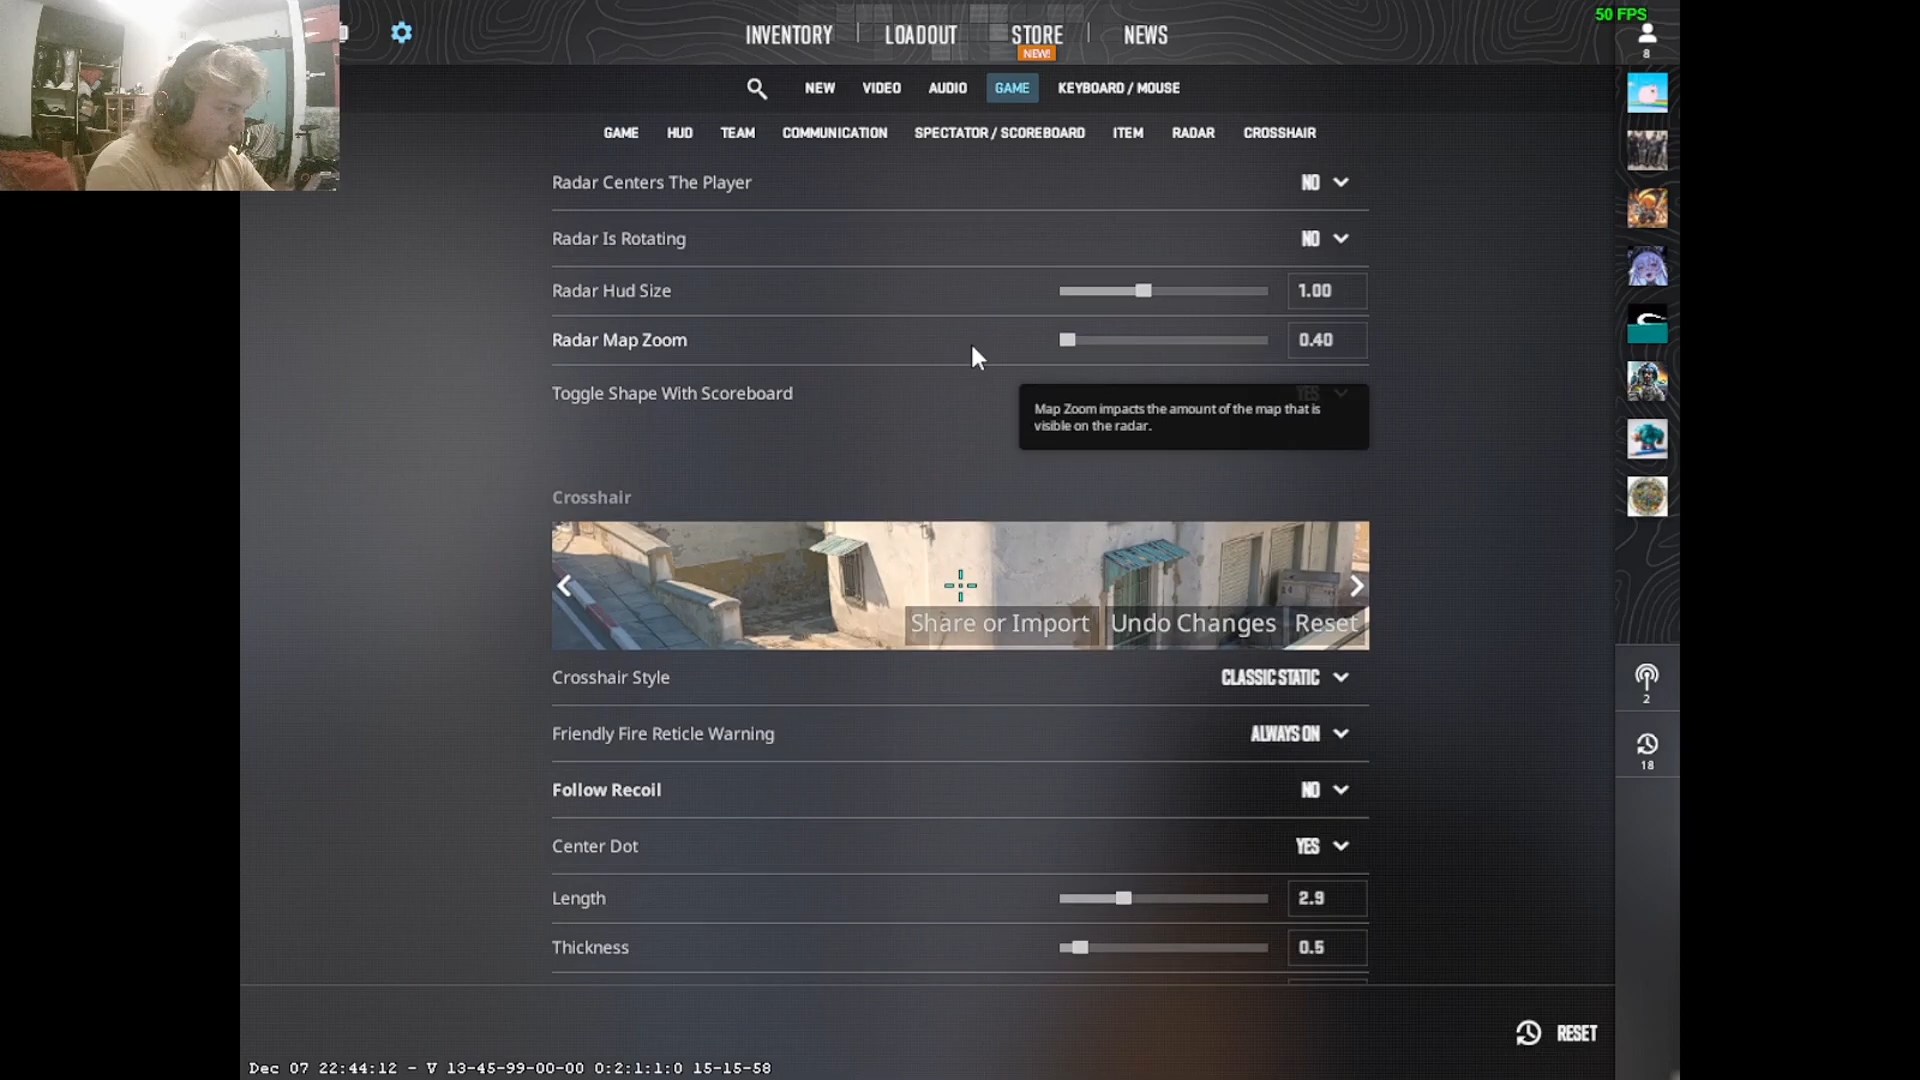 50 FPS
INVENTORY
LOADOUT
STORE
NEWS
NEW!
8
NEW
VIDEO
AUDIO
GAME
KEYBOARD / MOUSE
GAME
HUD
TEAM
COMMUNICATION
SPECTATOR / SCOREBOARD
ITEM
RADAR
CROSSHAIR
Radar Centers The Player
NO
Radar Is Rotating
NO
Radar Hud Size
1.00
Radar Map Zoom
0.40
Toggle Shape With Scoreboard
YES
Map Zoom impacts the amount of the map that is
visible on the radar.
Crosshair
Share or Import
Undo Changes
Reset
Crosshair Style
CLASSIC STATIC
Friendly Fire Reticle Warning
ALWAYS ON
Follow Recoil
NO
Center Dot
YES
Length
2.9
Thickness
0.5
2
18
RESET
Dec 07 22:44:12 - V 13-45-99-00-00 0:2:1:1:0 15-15-58